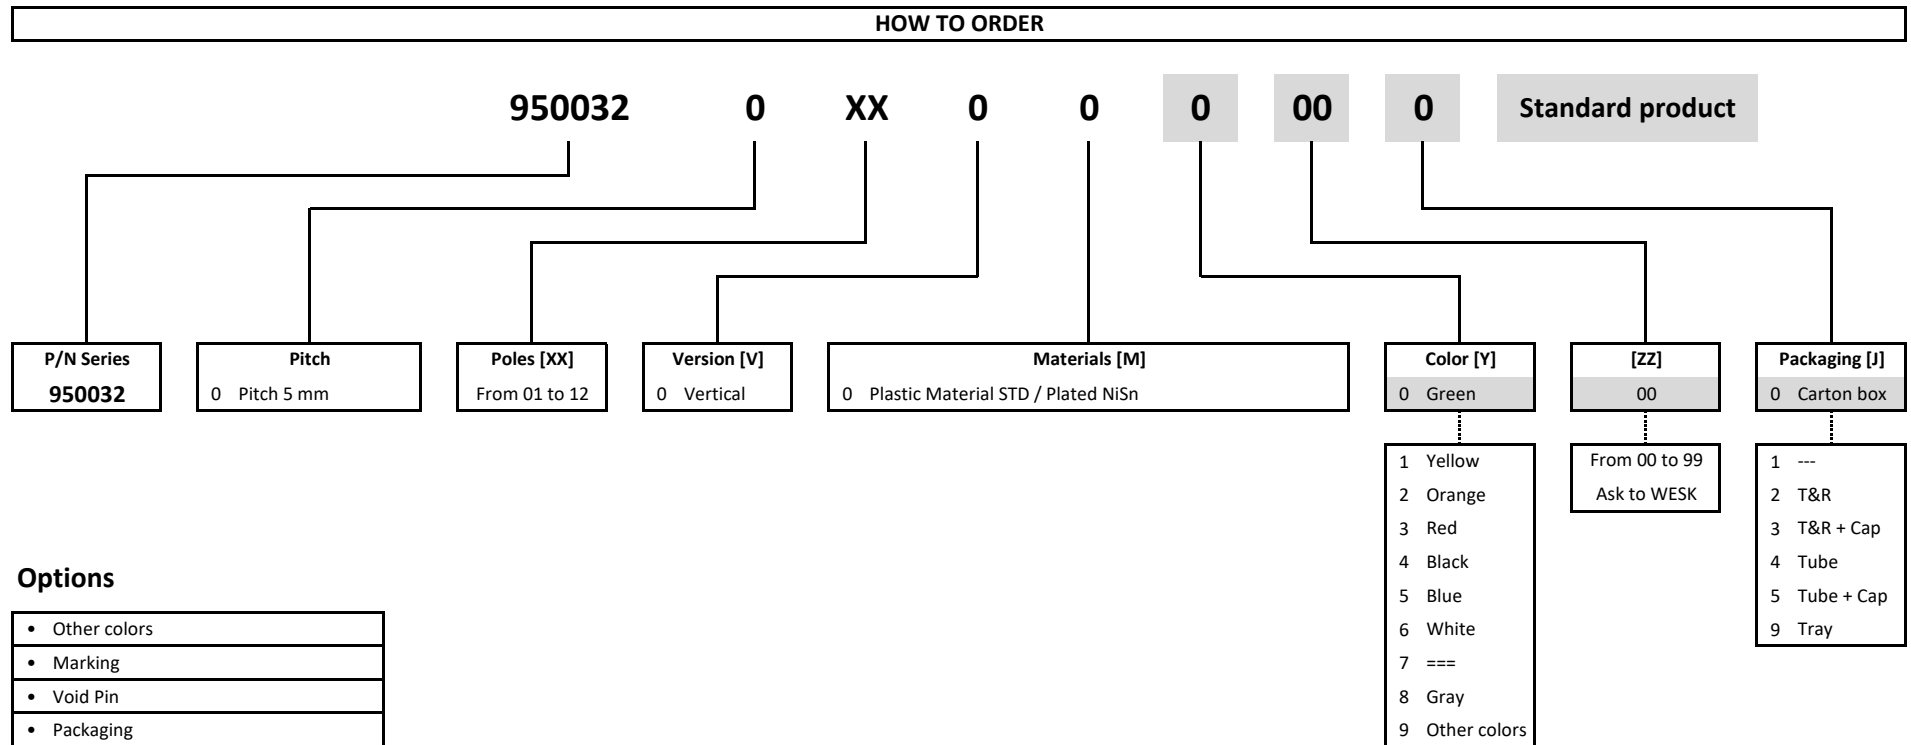 HOW TO ORDER
950032 0 XX 0 0 0 00 0 Standard product
P/N Series Pitch Poles [XX] Version [V] Materials [M] Color [Y] [ZZ] Packaging [J]
950032 0 Pitch 5 mm From 01 to 12 0 Vertical 0 Plastic Material STD / Plated NiSn 0 Green 00 0 Carton box
1 Yellow From 00 to 99 1 ---
2 Orange Ask to WESK 2 T&R
3 Red 3 T&R + Cap
4 Black 4 Tube
Options
5 Blue 5 Tube + Cap
• Other colors 6 White 9 Tray
• Marking 7 ===
• Void Pin 8 Gray
• Packaging 9 Other colors